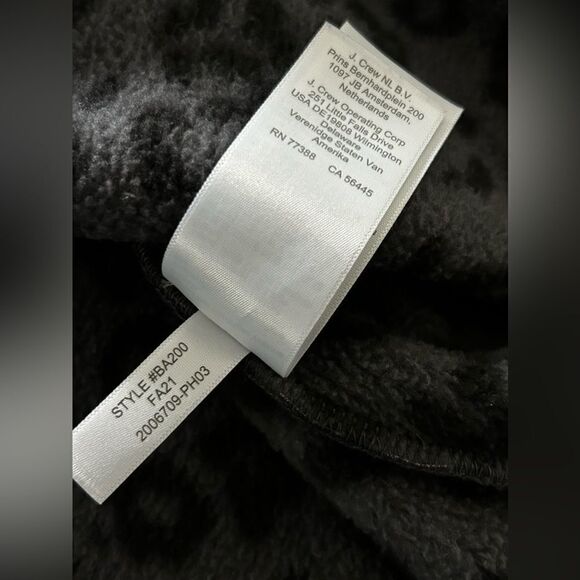 J. Crew NL B.V.
Prins Bernhardplein 200
1097 JB Amsterdam,
Netherlands
J. Crew Operating Corp
251 Little Falls Drive
USA DE19808 Wilmington
Delaware
Verenidge Staten Van
Amerika
RN 77388 CA 56445
STYLE #BA200
FA21
2006709-PH03